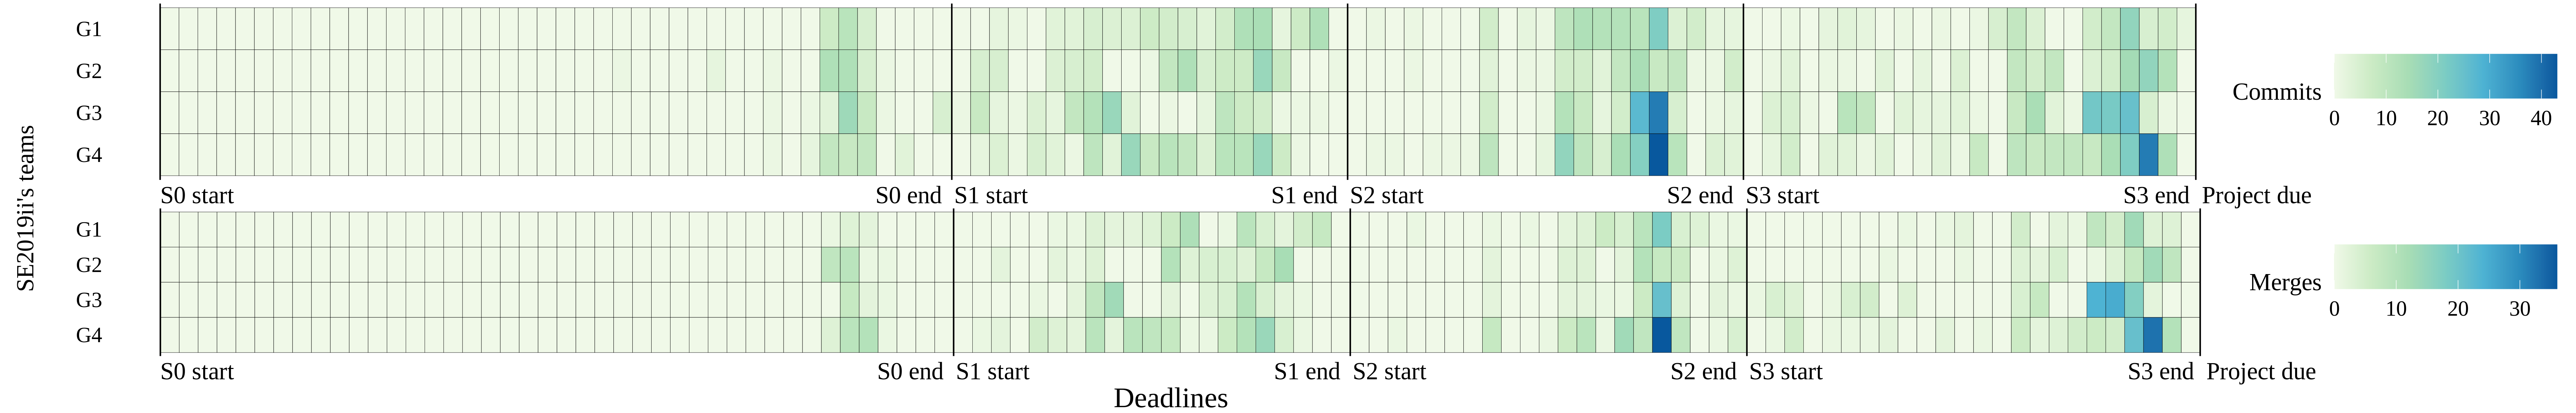 G1
G2
G3
G4
S0 start S0 end S1 start S1 end S2 start S2 end S3 start S3 end Project due
Commits
0 10 20 30 40
SE2019ii's teams
G1
G2
G3
G4
S0 start S0 end S1 start S1 end S2 start S2 end S3 start S3 end Project due
Merges
0 10 20 30
Deadlines